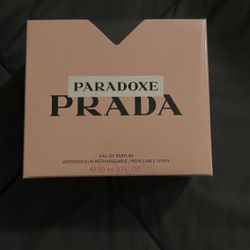 PARADOXE
PRADA
EAU DE PARFUM
VAPORISATEUR RECHARGEABLE / REFILLABLE SPRAY
℮ 90 ml 3 FL. OZ